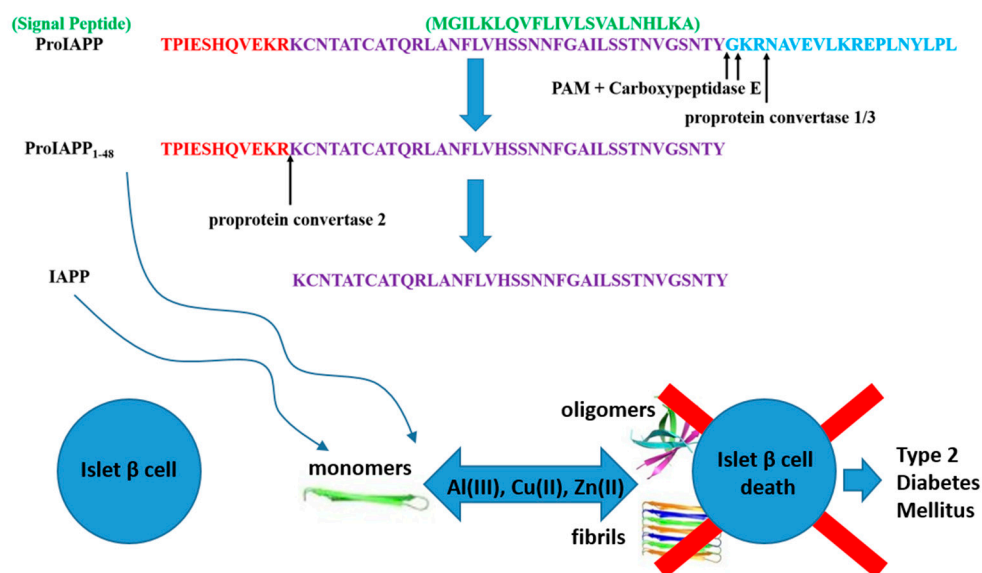 (Signal Peptide) (MGILKLQVFLIVLSVALNHLKA)
ProIAPP TPIESHQVEKRKCNTATCATQRLANFLVHSSNNFGAILSSTNVGSNTYGKRNAVEVLKREPLNYLPL
PAM + Carboxypeptidase E
proprotein convertase 1/3
ProIAPP₁₋₄₈ TPIESHQVEKRKCNTATCATQRLANFLVHSSNNFGAILSSTNVGSNTY
proprotein convertase 2
IAPP KCNTATCATQRLANFLVHSSNNFGAILSSTNVGSNTY
oligomers
Islet β cell
monomers
Al(III), Cu(II), Zn(II)
fibrils
Islet β cell
death
Type 2
Diabetes
Mellitus